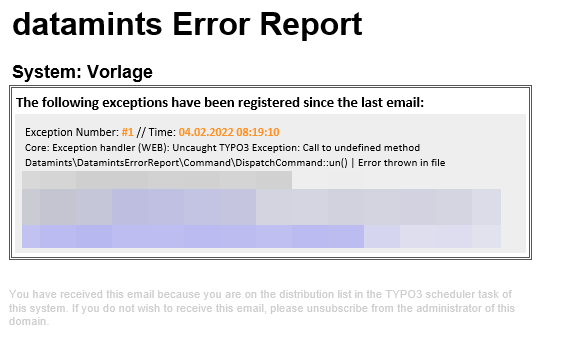 datamints Error Report
System: Vorlage
The following exceptions have been registered since the last email:
Exception Number: #1 // Time: 04.02.2022 08:19:10
Core: Exception handler (WEB): Uncaught TYPO3 Exception: Call to undefined method
Datamints\DatamintsErrorReport\Command\DispatchCommand::un() | Error thrown in file
You have received this email because you are on the distribution list in the TYPO3 scheduler task of
this system. If you do not wish to receive this email, please unsubscribe from the administrator of this
domain.